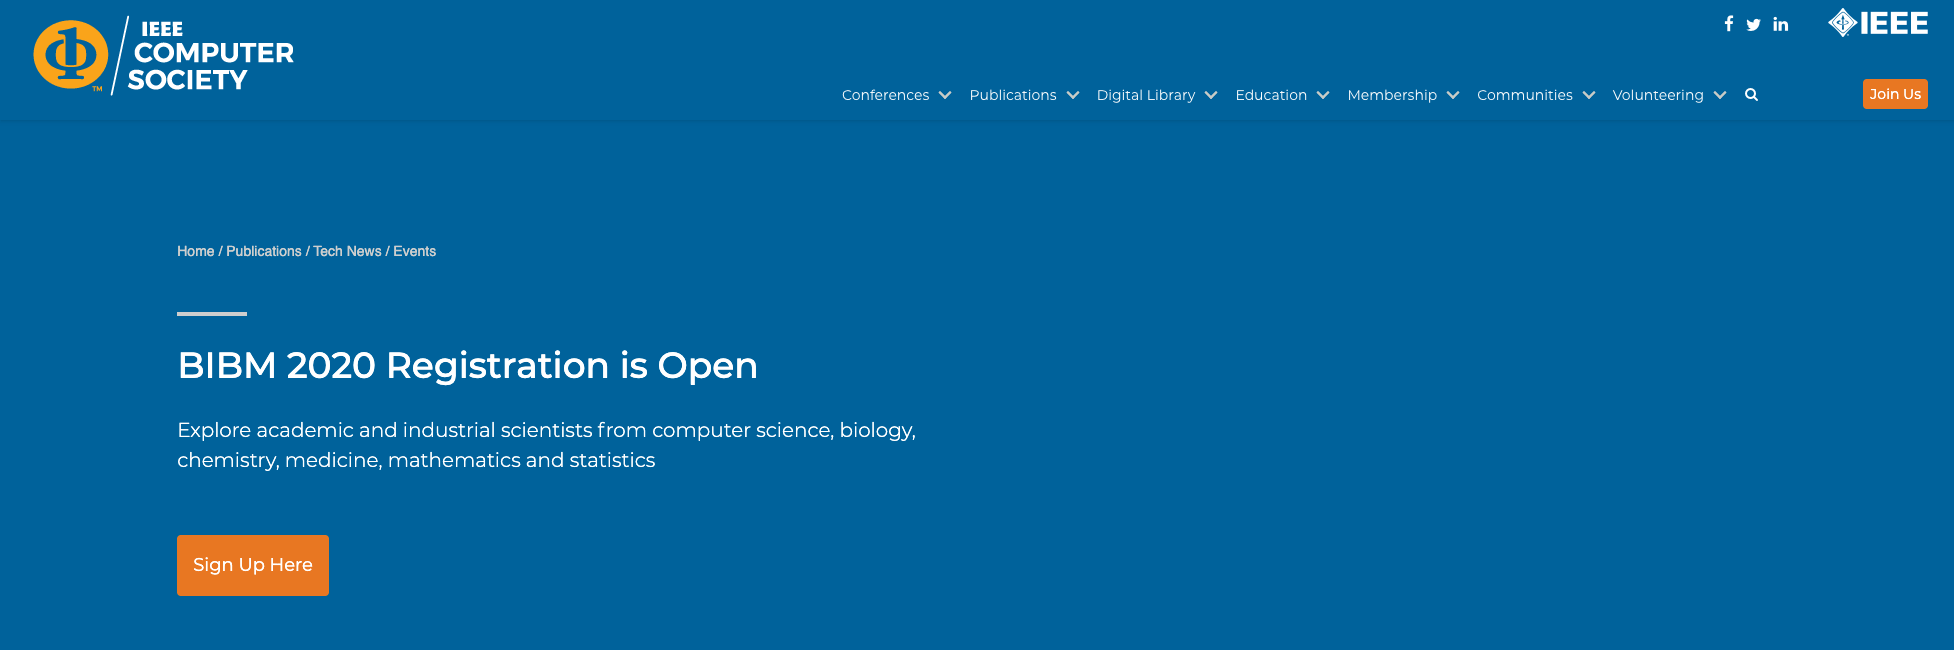 IEEE
COMPUTER
SOCIETY
TM
IEEE
Conferences Publications Digital Library Education Membership Communities Volunteering Join Us
Home / Publications / Tech News / Events
BIBM 2020 Registration is Open
Explore academic and industrial scientists from computer science, biology,
chemistry, medicine, mathematics and statistics
Sign Up Here